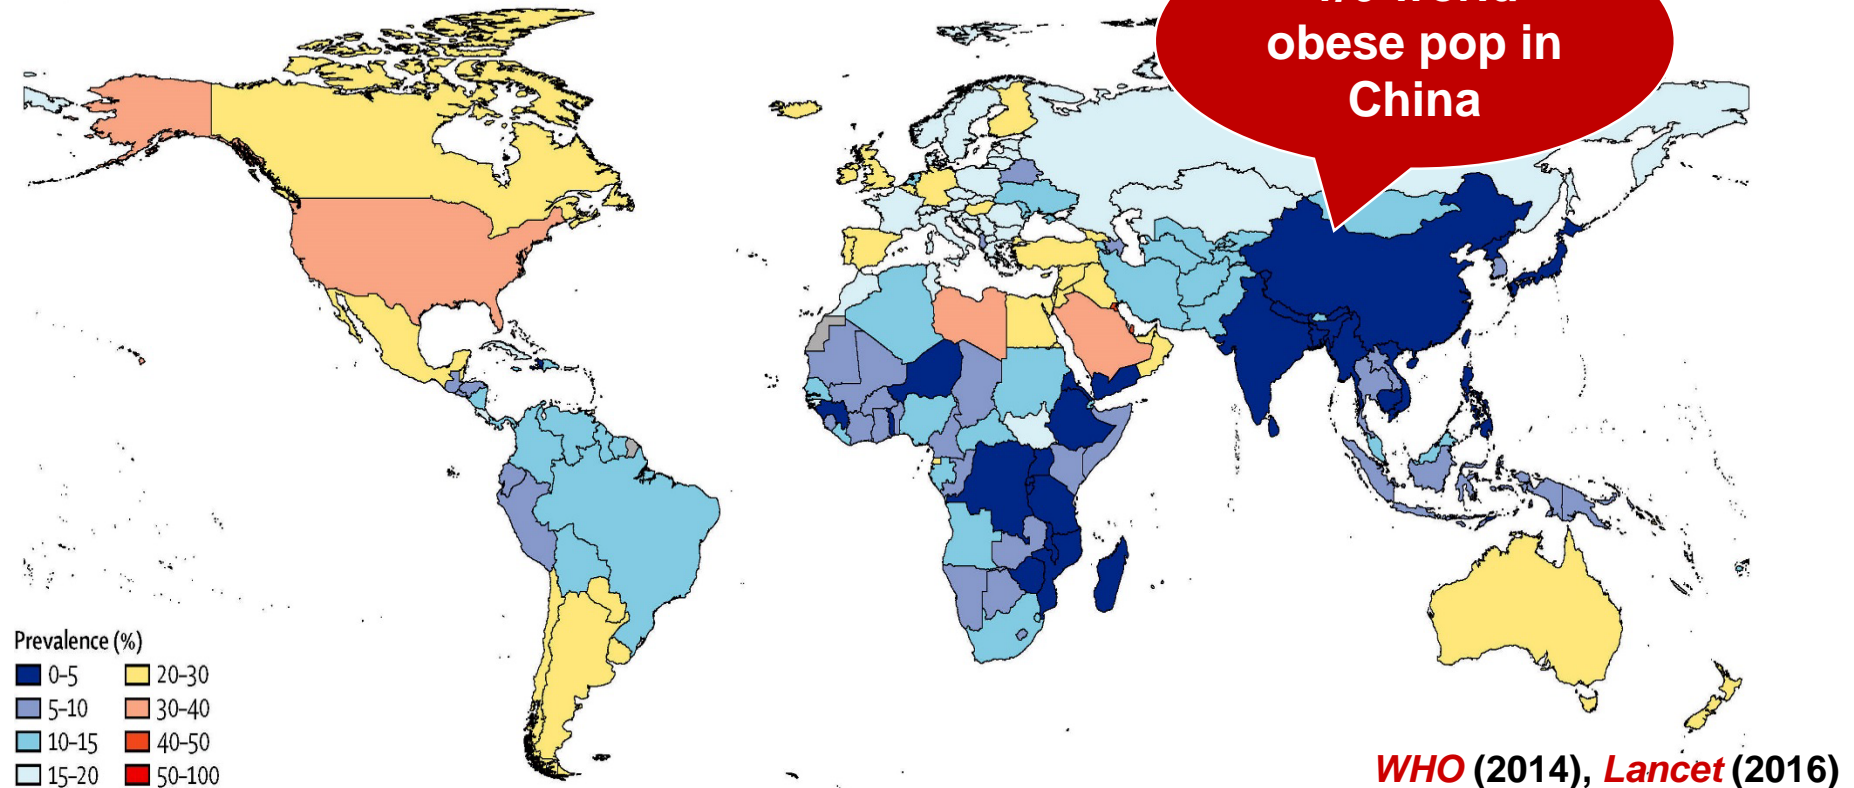 obese pop in
China
Prevalence (%)
0–5
5–10
10–15
15–20
20–30
30–40
40–50
50–100
WHO (2014), Lancet (2016)